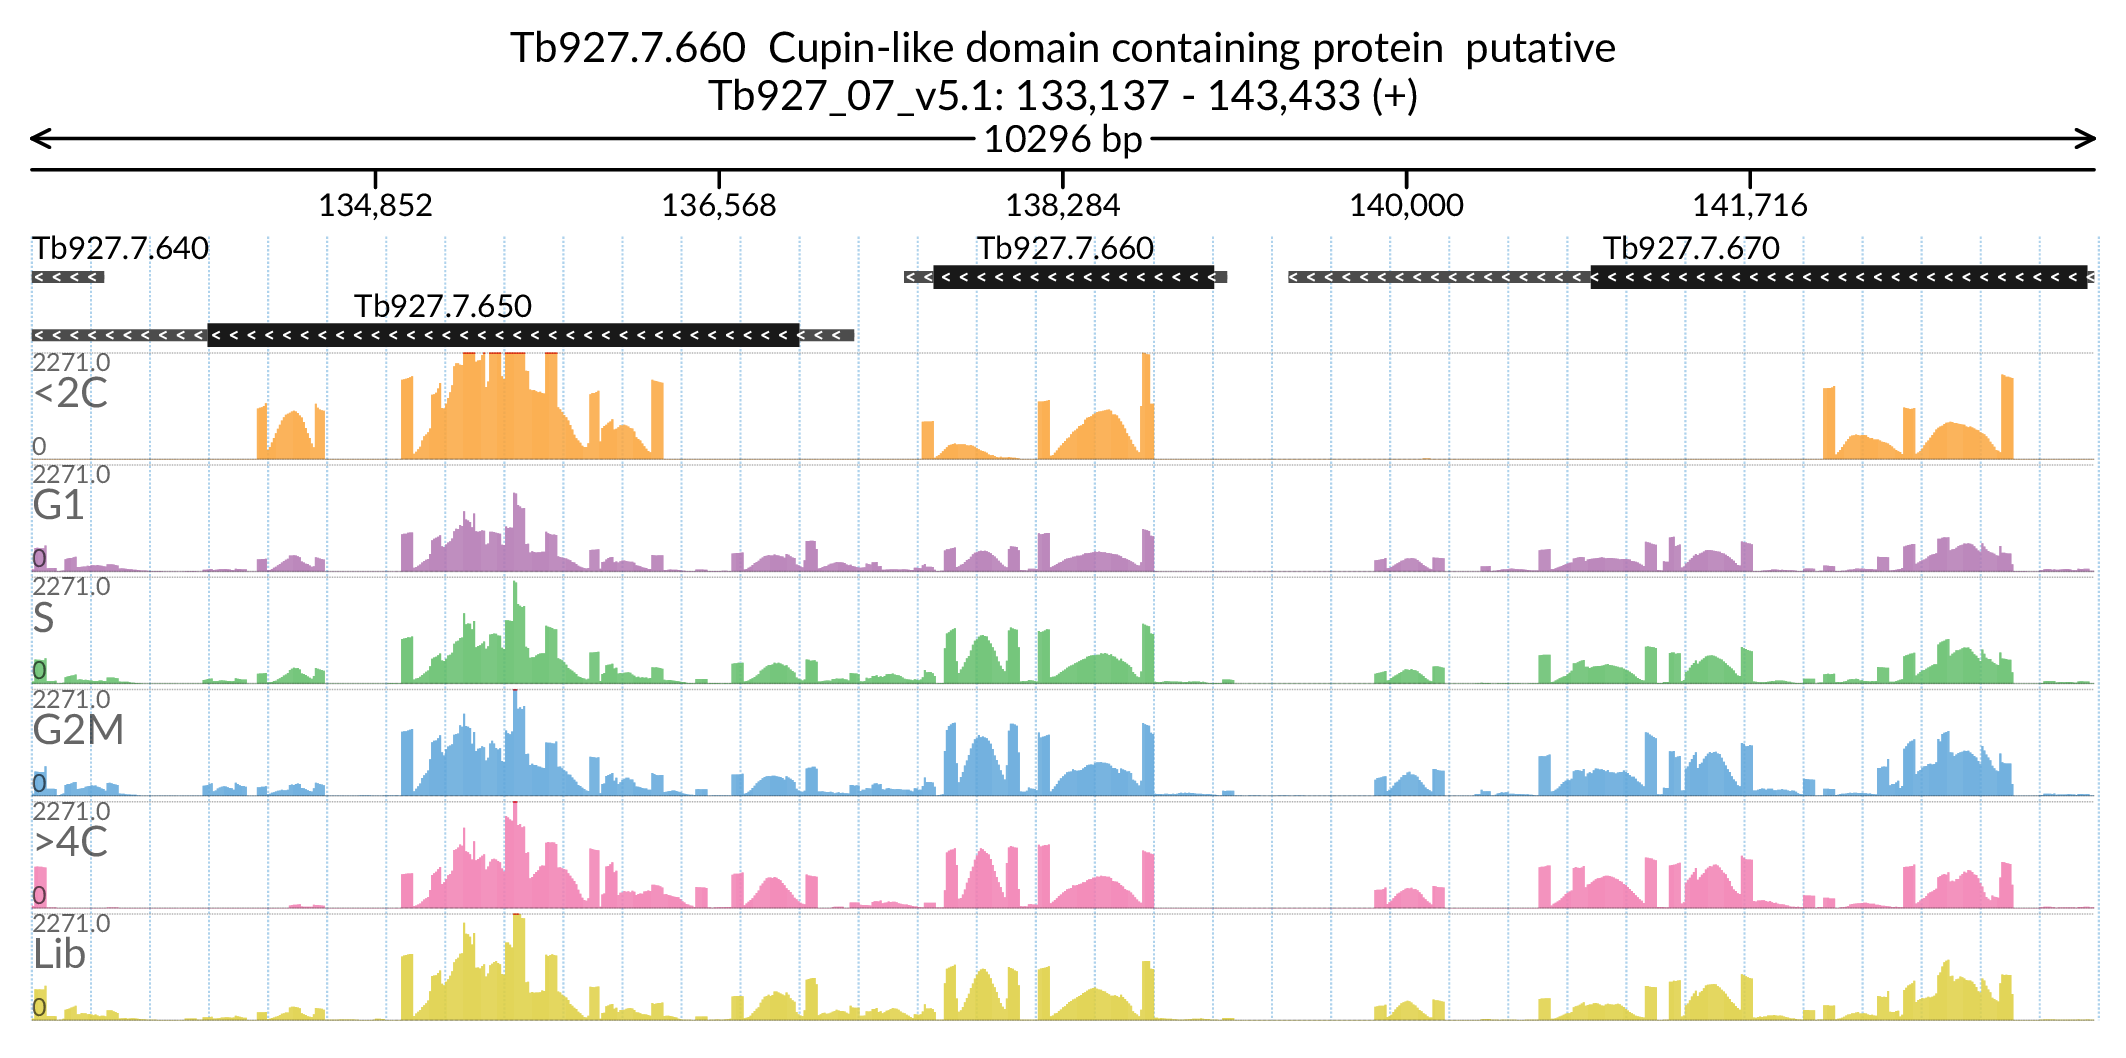 Tb927.7.660  Cupin-like domain containing protein  putative
Tb927_07_v5.1: 133,137 - 143,433 (+)
10296 bp
134,852 136,568 138,284 140,000 141,716
Tb927.7.640 Tb927.7.660 Tb927.7.670
Tb927.7.650
2271.0
<2C
0
2271.0
G1
0
2271.0
S
0
2271.0
G2M
0
2271.0
>4C
0
2271.0
Lib
0